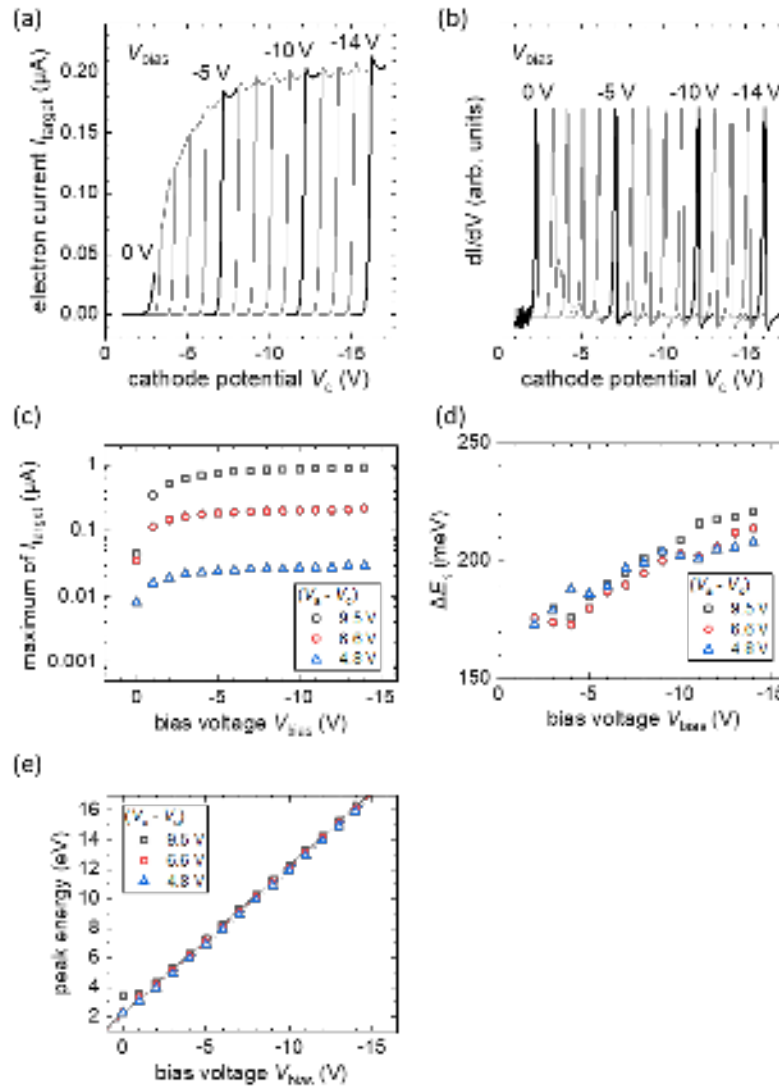 (a)
V_bias
-5 V
-10 V
-14 V
0 V
0.20
0.15
0.10
0.05
0.00
electron current I_target (μA)
0
-5
-10
-15
cathode potential V_c (V)
(b)
V_bias
0 V
-5 V
-10 V
-14 V
dI/dV (arb. units)
0
-5
-10
-15
cathode potential V_c (V)
(c)
1
0.1
0.01
0.001
maximum of I_target (μA)
(V_a - V_c)
9.5 V
6.6 V
4.8 V
0
-5
-10
-15
bias voltage V_bias (V)
(d)
250
200
150
(meV)
(V_a - V_c)
9.5 V
6.6 V
4.8 V
0
-5
-10
-15
bias voltage V_bias (V)
(e)
16
14
12
10
8
6
4
2
peak energy (eV)
(V_a - V_c)
9.5 V
6.6 V
4.8 V
0
-5
-10
-15
bias voltage V_bias (V)